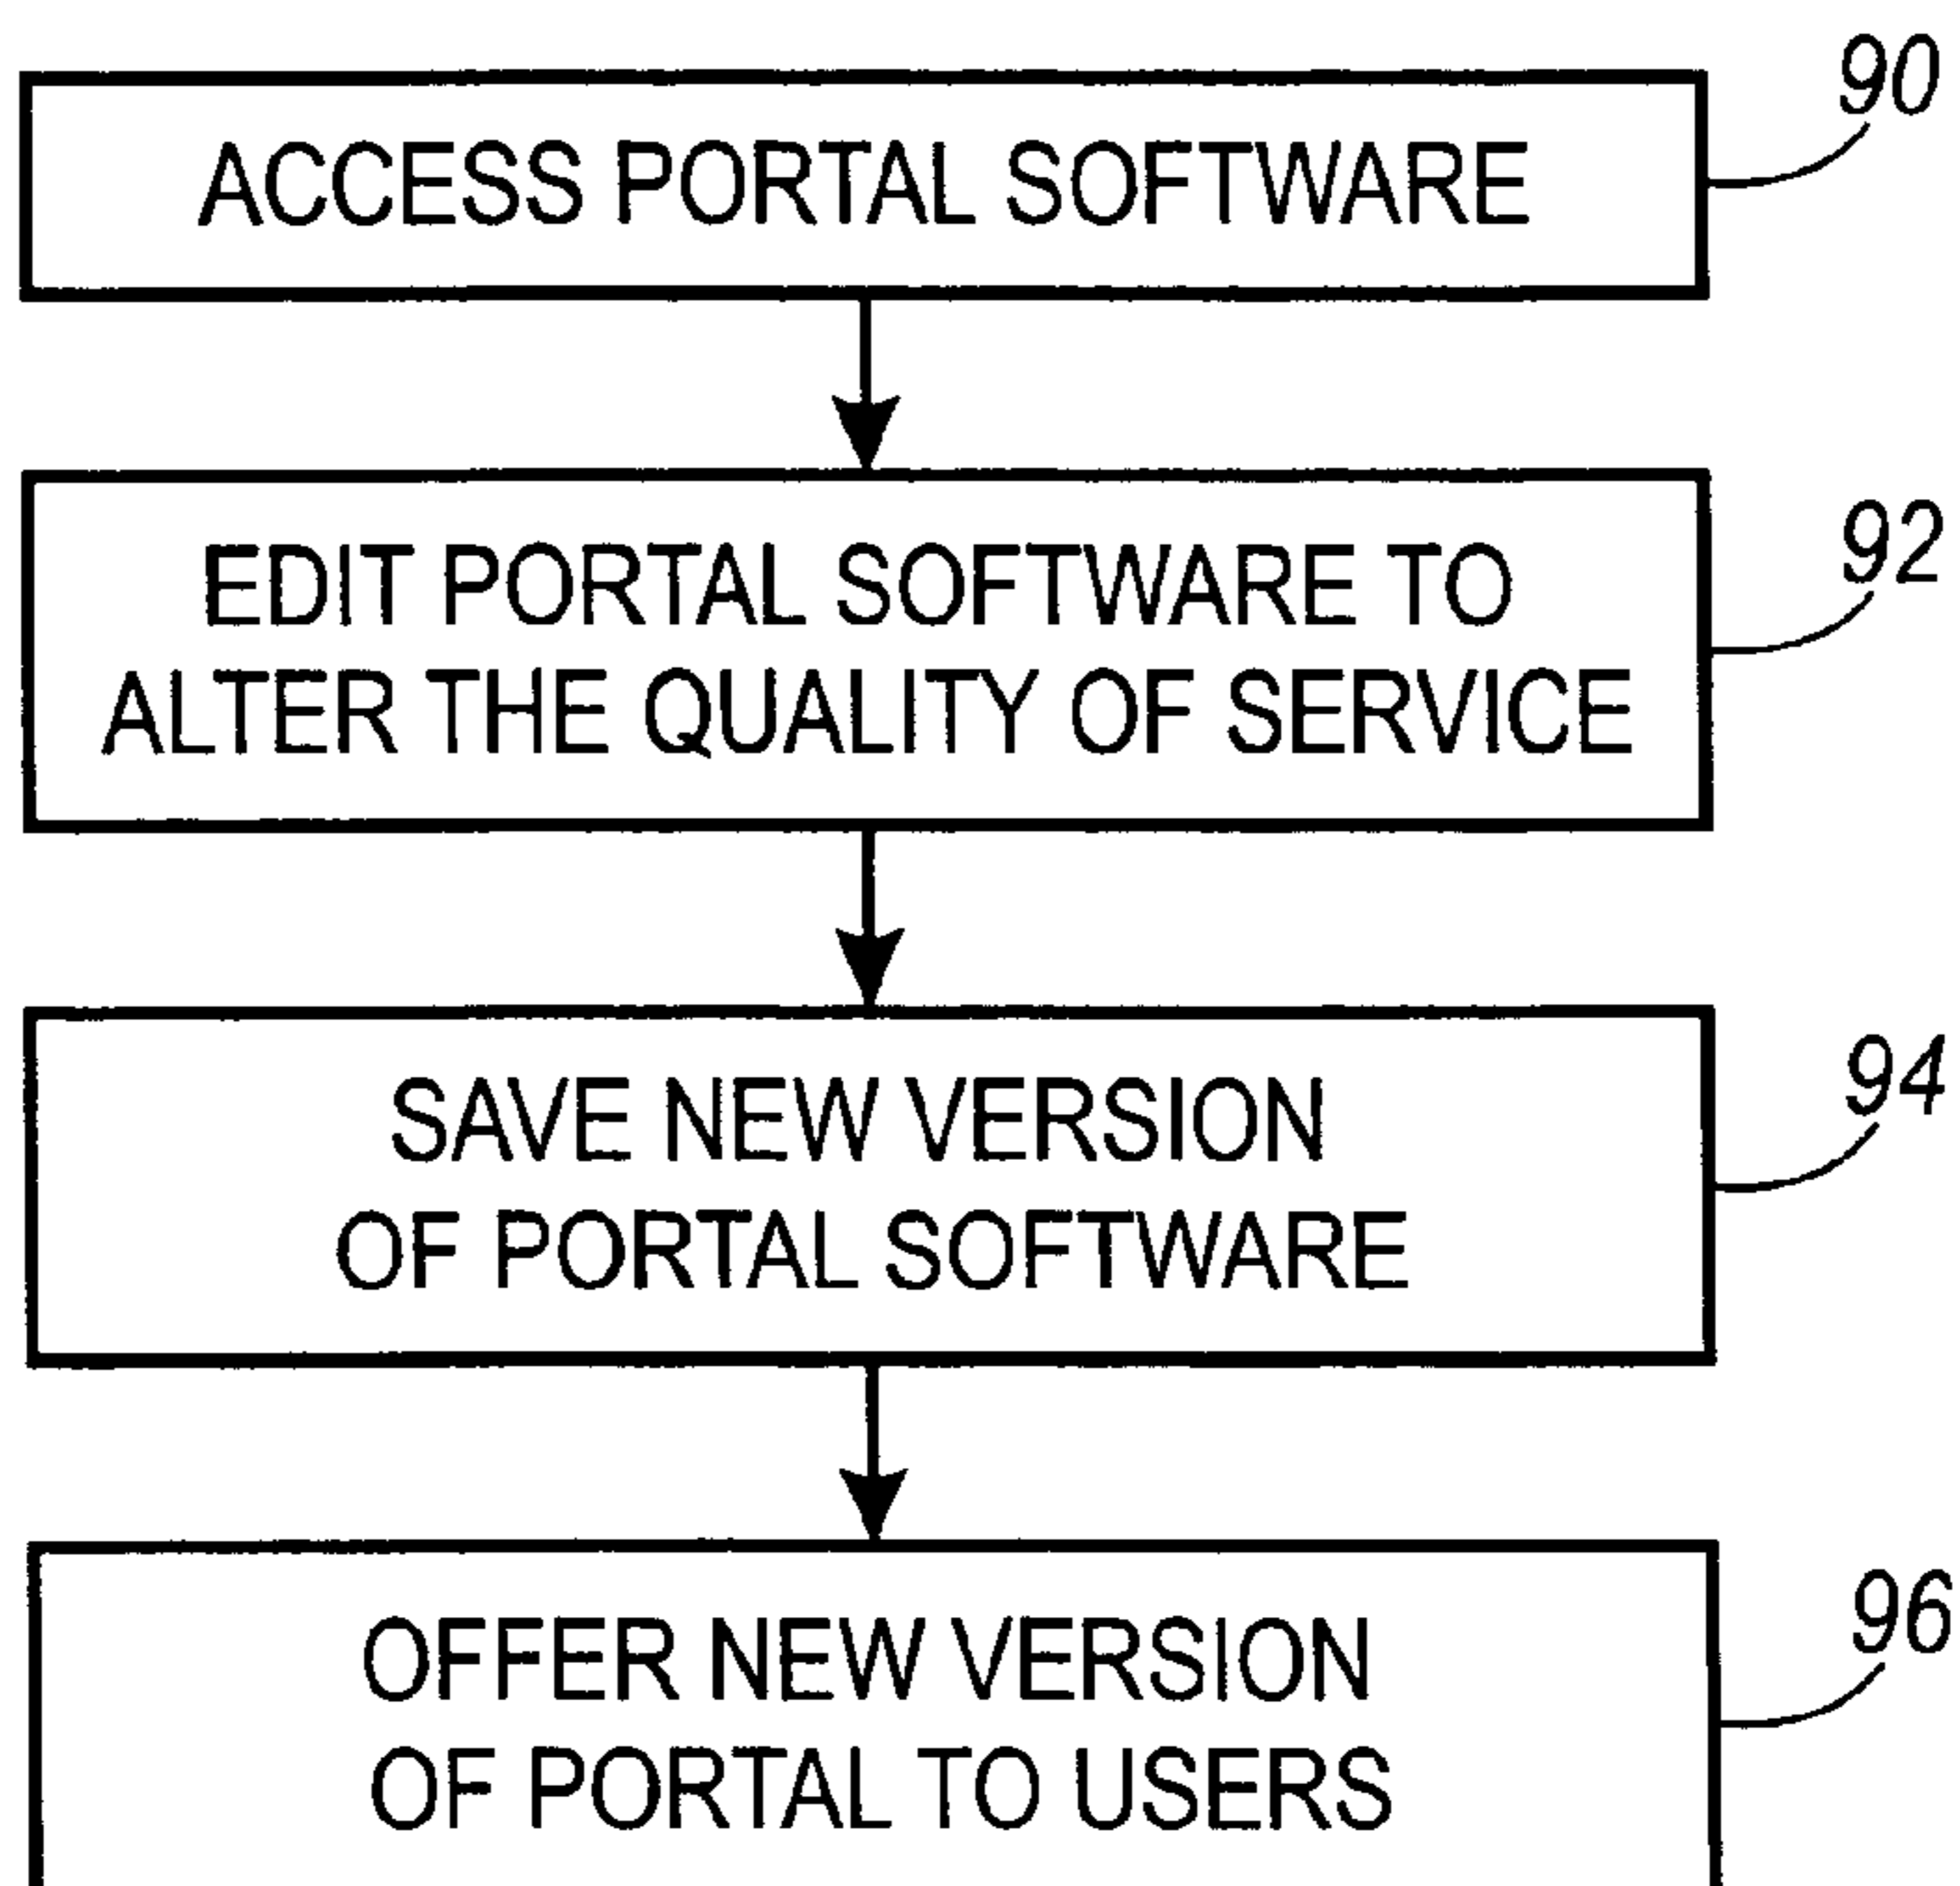 90
ACCESS PORTAL SOFTWARE
92
EDIT PORTAL SOFTWARE TO
ALTER THE QUALITY OF SERVICE
94
SAVE NEW VERSION
OF PORTAL SOFTWARE
96
OFFER NEW VERSION
OF PORTAL TO USERS